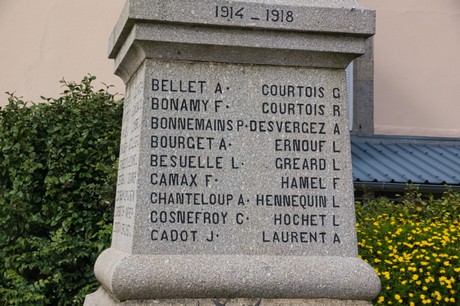 1914 - 1918
BELLET A· COURTOIS G
BONAMY F· COURTOIS R
BONNEMAINS P· DESVERGEZ A
BOURGET A· ERNOUF L
BESUELLE L· GREARD L
CAMAX F· HAMEL F
CHANTELOUP A· HENNEQUIN L
COSNEFROY C· HOCHET L
CADOT J· LAURENT A